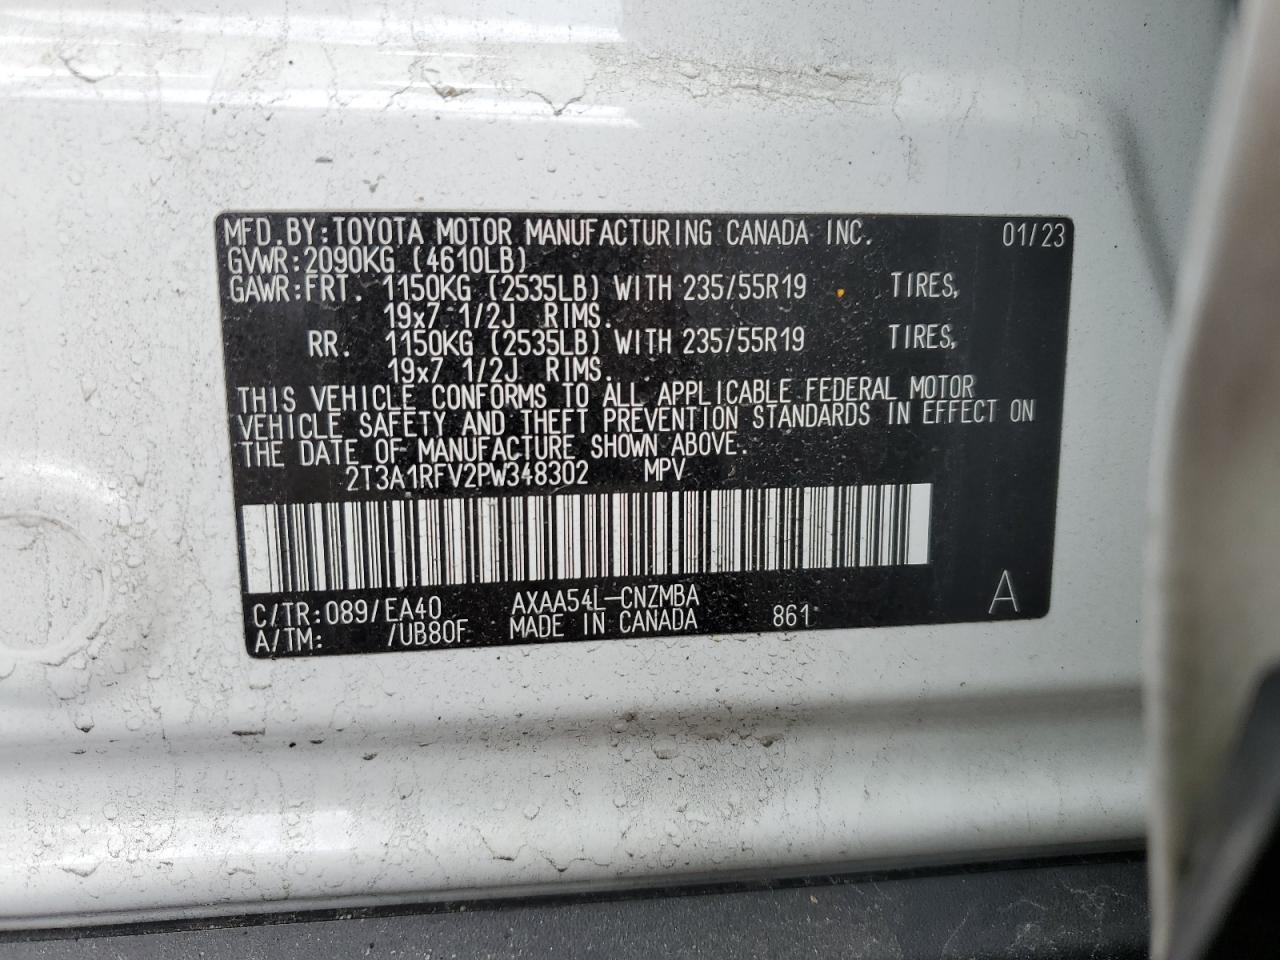 MFD.BY:TOYOTA MOTOR MANUFACTURING CANADA INC. 01/23
GVWR:2090KG (4610LB)
GAWR:FRT. 1150KG (2535LB) WITH 235/55R19 TIRES,
19x7 1/2J RIMS.
RR. 1150KG (2535LB) WITH 235/55R19 TIRES,
19x7 1/2J RIMS.
THIS VEHICLE CONFORMS TO ALL APPLICABLE FEDERAL MOTOR
VEHICLE SAFETY AND THEFT PREVENTION STANDARDS IN EFFECT ON
THE DATE OF MANUFACTURE SHOWN ABOVE.
2T3A1RFV2PW348302 MPV
C/TR:089/EA40 AXAA54L-CNZMBA
A/TM: /UB80F MADE IN CANADA 861 A